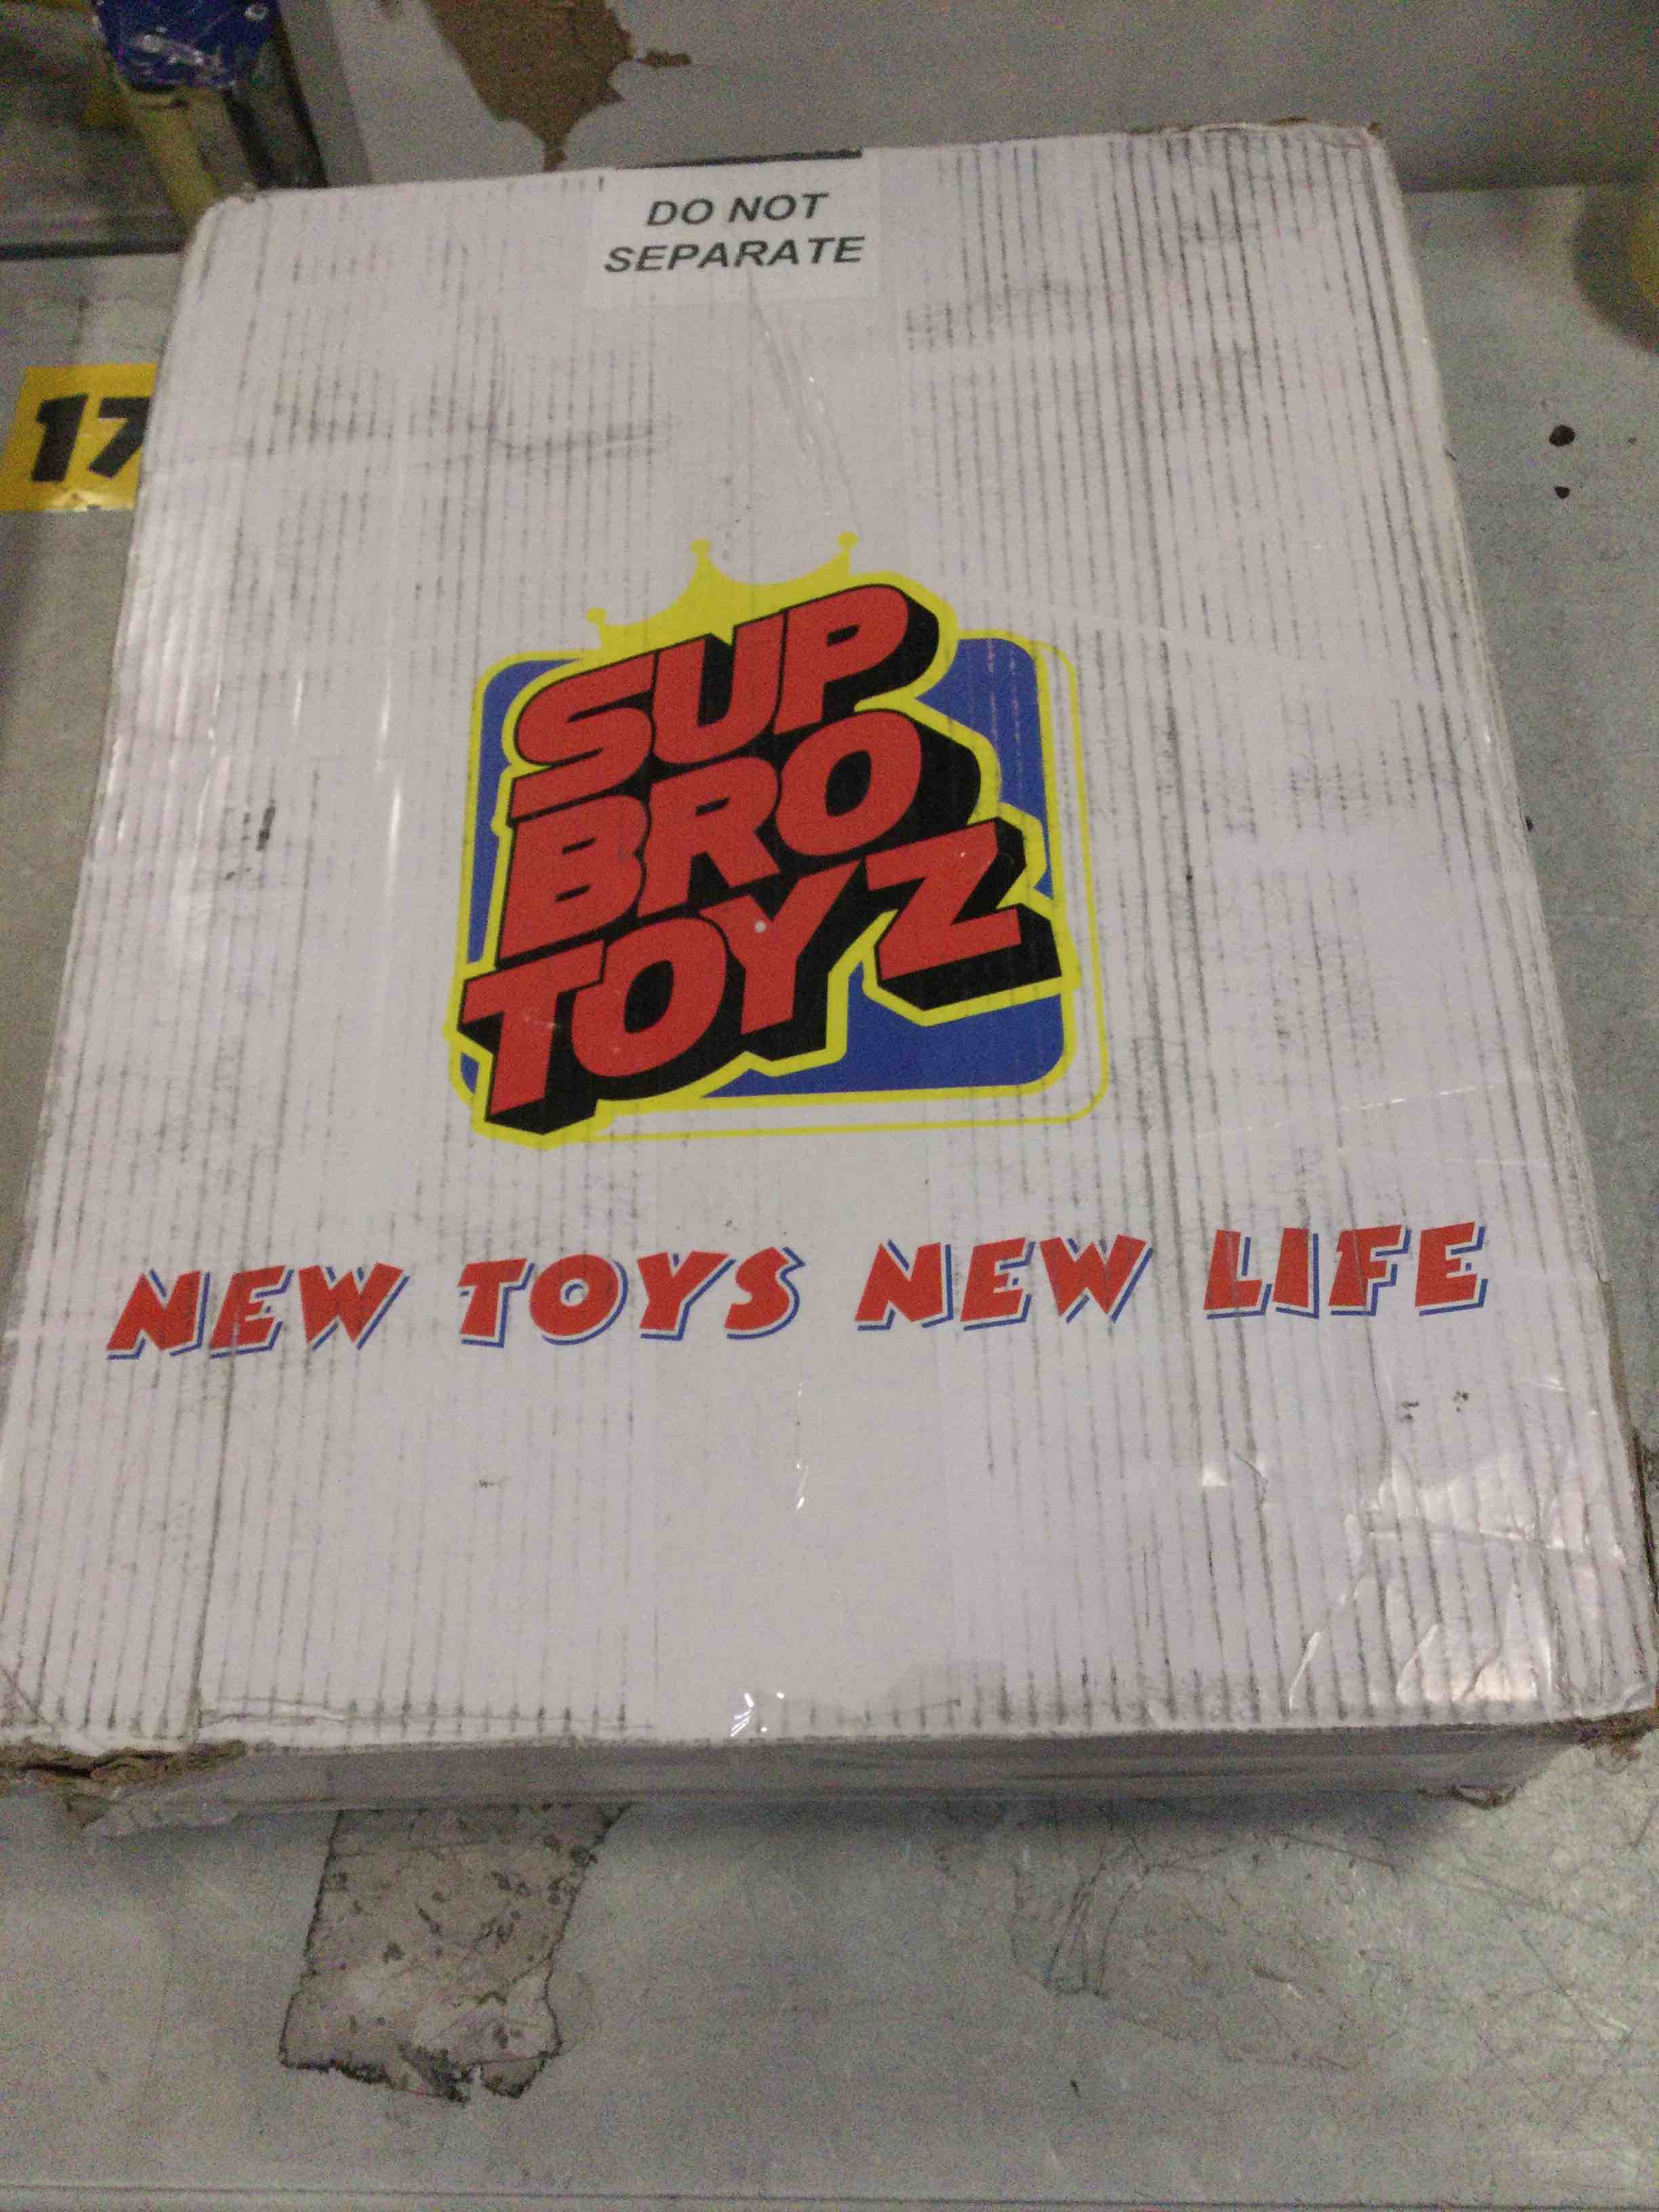 DO NOT
SEPARATE
17
SUP
BRO
TOYZ
NEW TOYS NEW LIFE